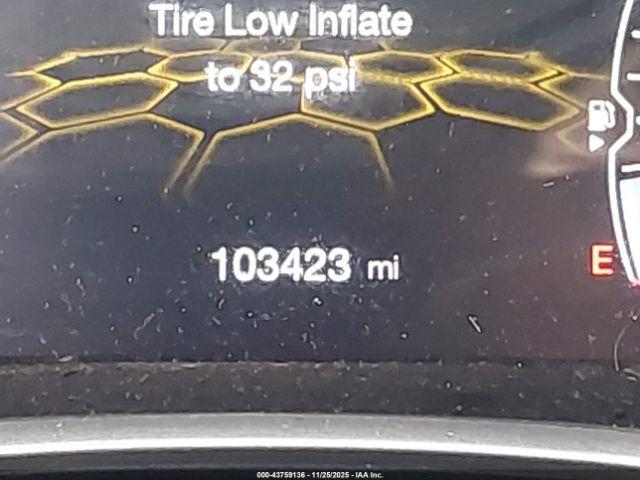 Tire Low Inflate
to 32 psi
103423 mi
E
000-43759136 - 11/25/2025 - IAA Inc.